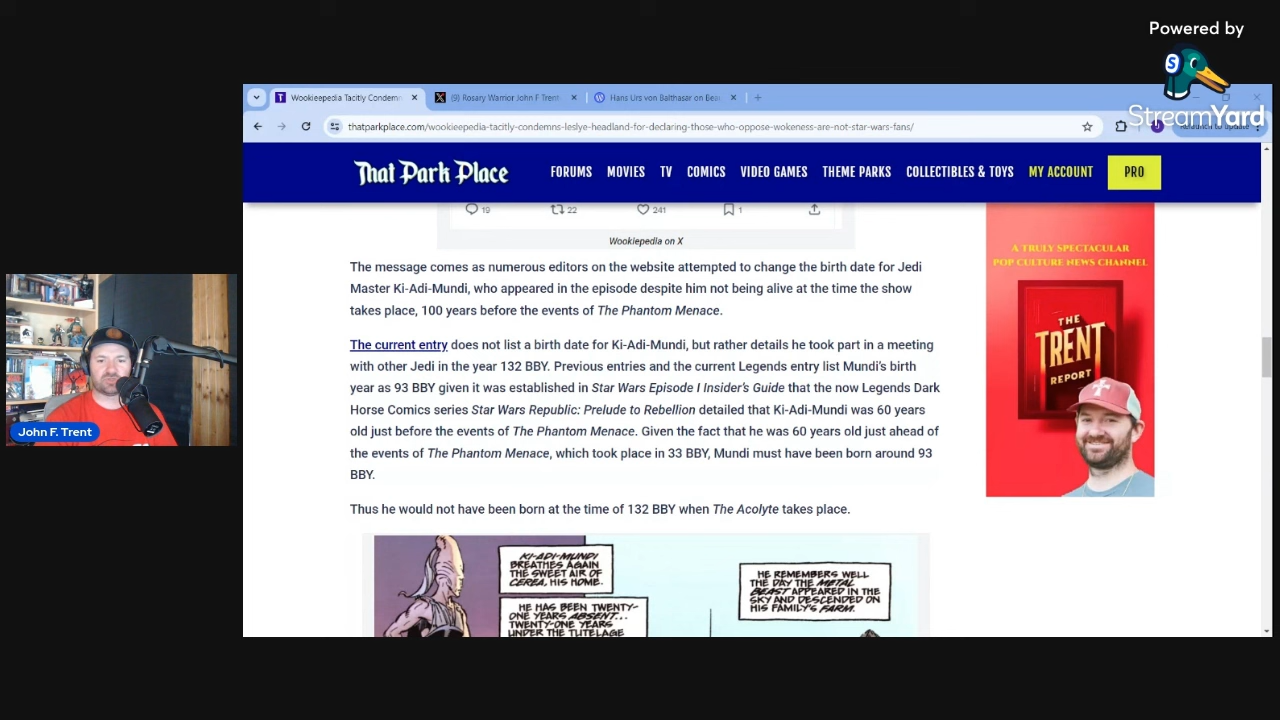 Powered by
S
StreamYard
Wookieepedia Tacitly Condemn
(9) Rosary Warrior John F Trent
Hans Urs von Balthasar on Beau
thatparkplace.com/wookieepedia-tacitly-condemns-leslye-headland-for-declaring-those-who-oppose-wokeness-are-not-star-wars-fans/
Relaunch to update
That Park Place
FORUMS MOVIES TV COMICS VIDEO GAMES THEME PARKS COLLECTIBLES & TOYS MY ACCOUNT PRO
19 22 241 1
Wookiepedia on X
The message comes as numerous editors on the website attempted to change the birth date for Jedi
Master Ki-Adi-Mundi, who appeared in the episode despite him not being alive at the time the show
takes place, 100 years before the events of The Phantom Menace.
The current entry does not list a birth date for Ki-Adi-Mundi, but rather details he took part in a meeting
with other Jedi in the year 132 BBY. Previous entries and the current Legends entry list Mundi's birth
year as 93 BBY given it was established in Star Wars Episode I Insider's Guide that the now Legends Dark
Horse Comics series Star Wars Republic: Prelude to Rebellion detailed that Ki-Adi-Mundi was 60 years
old just before the events of The Phantom Menace. Given the fact that he was 60 years old just ahead of
the events of The Phantom Menace, which took place in 33 BBY, Mundi must have been born around 93
BBY.
Thus he would not have been born at the time of 132 BBY when The Acolyte takes place.
KI-ADI-MUNDI
BREATHES AGAIN
THE SWEET AIR OF
CEREA, HIS HOME.
HE HAS BEEN TWENTY-
ONE YEARS ABSENT...
TWENTY-ONE YEARS
UNDER THE TUTELAGE
HE REMEMBERS WELL
THE DAY THE METAL
BEAST APPEARED IN THE
SKY AND DESCENDED ON
HIS FAMILY'S FARM.
A TRULY SPECTACULAR
POP CULTURE NEWS CHANNEL
THE
TRENT
REPORT
John F. Trent